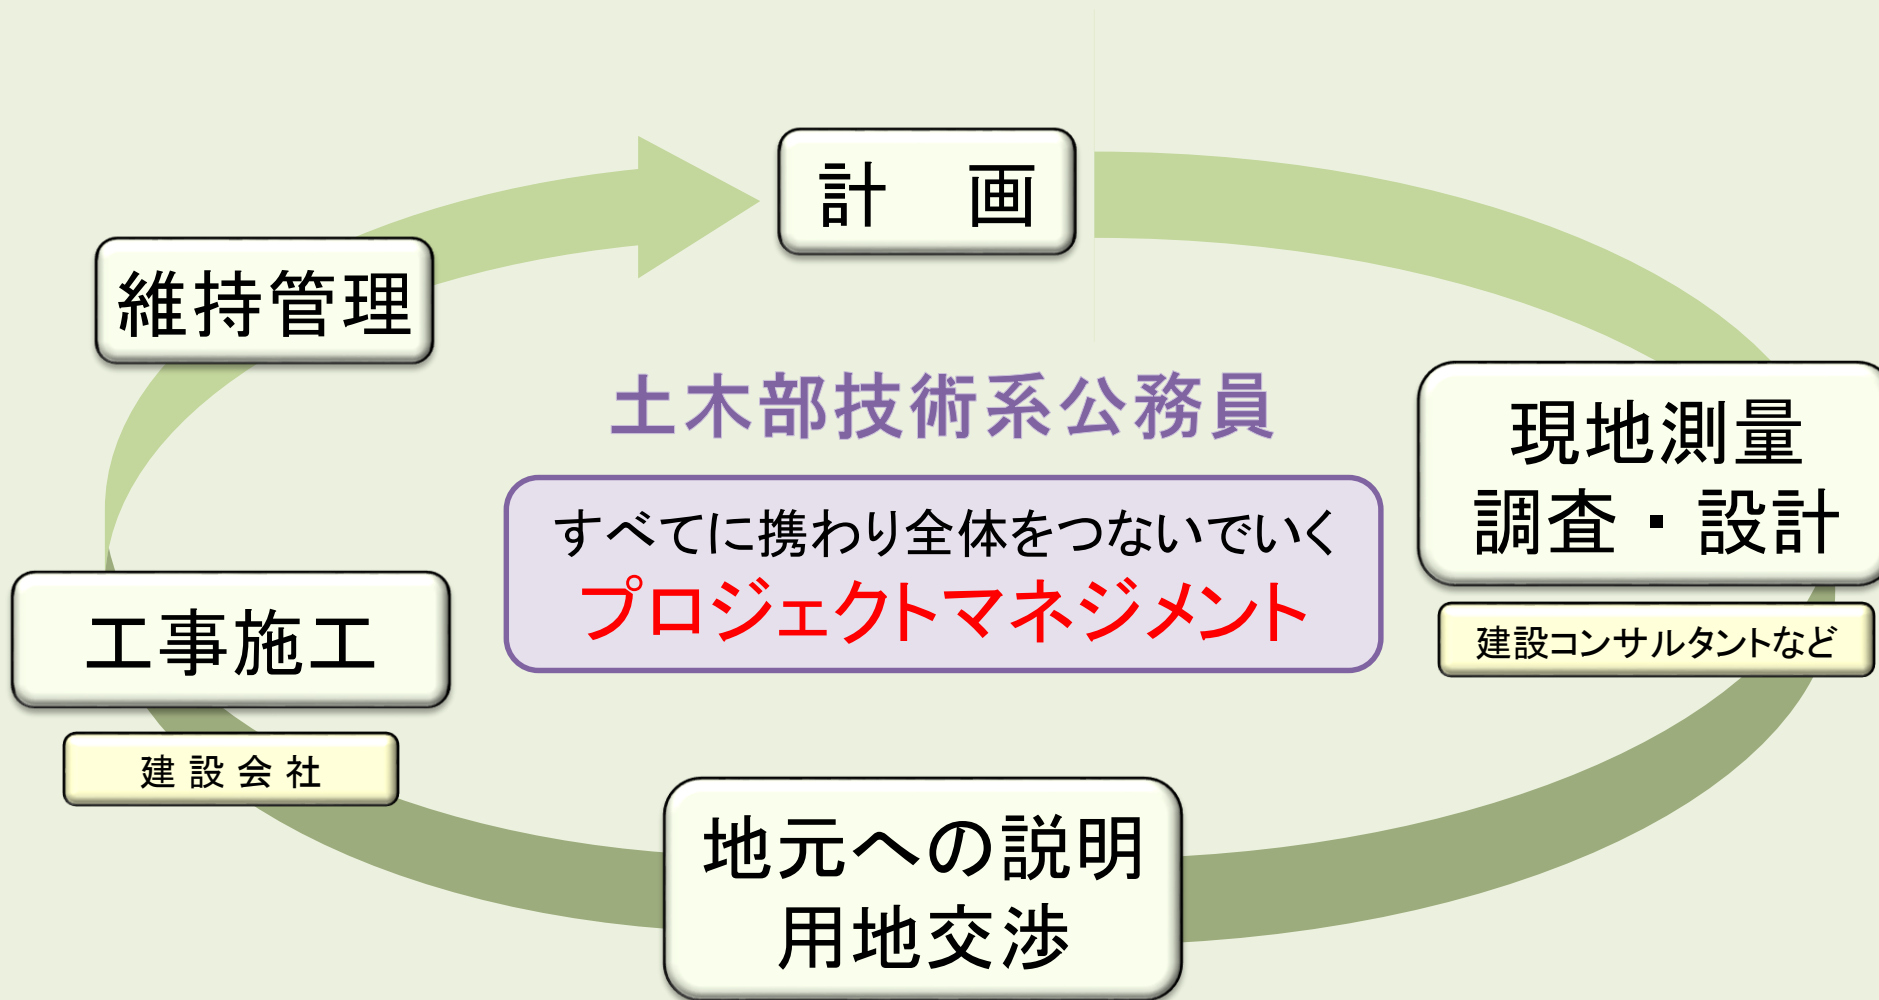 計　画
維持管理
土木部技術系公務員
現地測量
調査・設計
すべてに携わり全体をつないでいく
プロジェクトマネジメント
建設コンサルタントなど
工事施工
建設会社
地元への説明
用地交渉